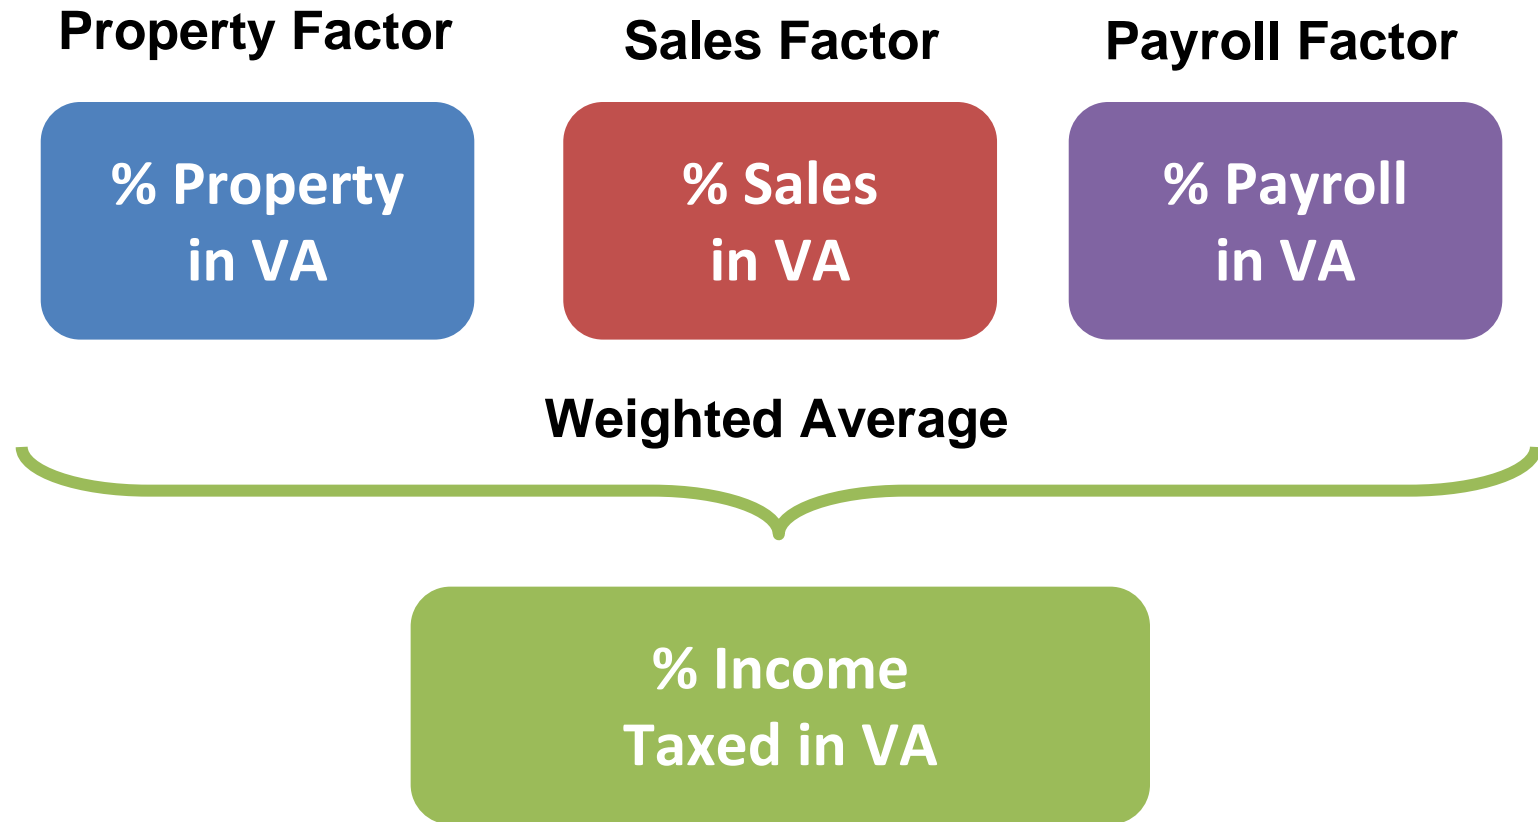 Property Factor
Sales Factor
Payroll Factor
% Property
in VA
% Sales
in VA
% Payroll
in VA
Weighted Average
% Income
Taxed in VA